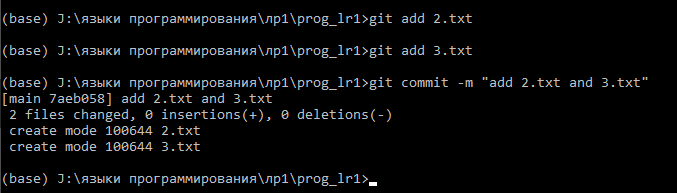 (base) J:\языки программирования\лр1\prog_lr1>git add 2.txt
(base) J:\языки программирования\лр1\prog_lr1>git add 3.txt
(base) J:\языки программирования\лр1\prog_lr1>git commit -m "add 2.txt and 3.txt"
[main 7aeb058] add 2.txt and 3.txt
 2 files changed, 0 insertions(+), 0 deletions(-)
 create mode 100644 2.txt
 create mode 100644 3.txt
(base) J:\языки программирования\лр1\prog_lr1>